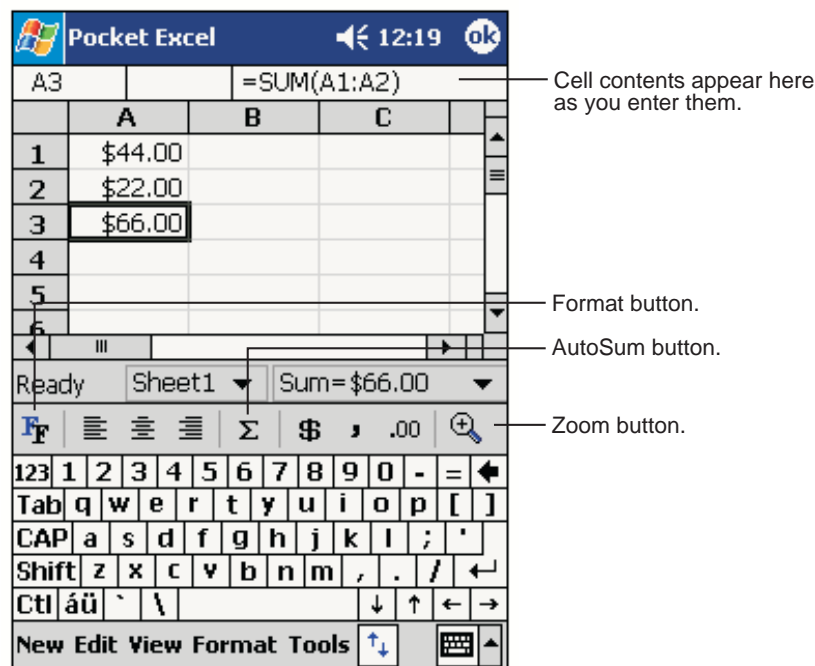 Pocket Excel 12:19 ok
A3 =SUM(A1:A2)
Cell contents appear here
as you enter them.
A B C
1 $44.00
2 $22.00
3 $66.00
4
5
Format button.
6
AutoSum button.
Ready Sheet1 Sum=$66.00
FF Σ $ , .00
Zoom button.
123 1 2 3 4 5 6 7 8 9 0 - =
Tab q w e r t y u i o p [ ]
CAP a s d f g h j k l ; '
Shift z x c v b n m , . /
Ctl áü ` \ ↓ ↑ ← →
New Edit View Format Tools